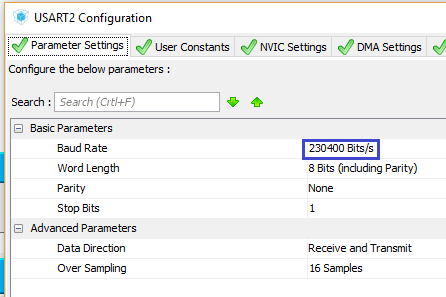 USART2 Configuration
Parameter Settings User Constants NVIC Settings DMA Settings
Configure the below parameters :
Search : Search (Crtl+F)
Basic Parameters
Baud Rate 230400 Bits/s
Word Length 8 Bits (including Parity)
Parity None
Stop Bits 1
Advanced Parameters
Data Direction Receive and Transmit
Over Sampling 16 Samples